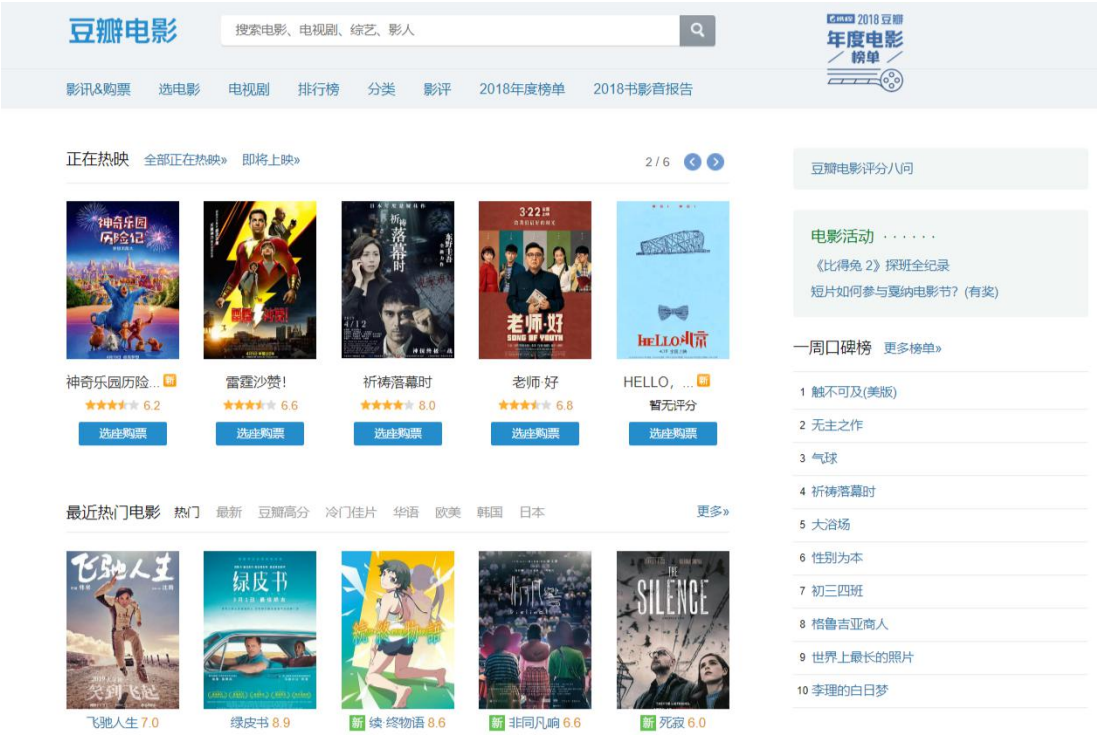 豆瓣电影
搜索电影、电视剧、综艺、影人
2018 豆瓣
年度电影
榜单
影讯&购票 选电影 电视剧 排行榜 分类 影评 2018年度榜单 2018书影音报告
正在热映 全部正在热映» 即将上映» 2 / 6
神奇乐园
历险记
雷霆沙赞!
祈祷
落幕时
4/12
3·22
老师·好
SONG OF YOUTH
HELLO北京
神奇乐园历险... 新 雷霆沙赞! 祈祷落幕时 老师·好 HELLO, ... 新
6.2 6.6 8.0 6.8 暂无评分
选座购票 选座购票 选座购票 选座购票 选座购票
最近热门电影 热门 最新 豆瓣高分 冷门佳片 华语 欧美 韩国 日本 更多»
飞驰人生
笑到飞起
绿皮书
THE
SILENCE
飞驰人生 7.0 绿皮书 8.9 新 续·终物语 8.6 新 非同凡响 6.6 新 死寂 6.0
豆瓣电影评分八问
电影活动 · · · · · ·
《比得兔 2》探班全纪录
短片如何参与戛纳电影节? (有奖)
一周口碑榜 更多榜单»
1 触不可及(美版)
2 无主之作
3 气球
4 祈祷落幕时
5 大浴场
6 性别为本
7 初三四班
8 格鲁吉亚商人
9 世界上最长的照片
10 李理的白日梦